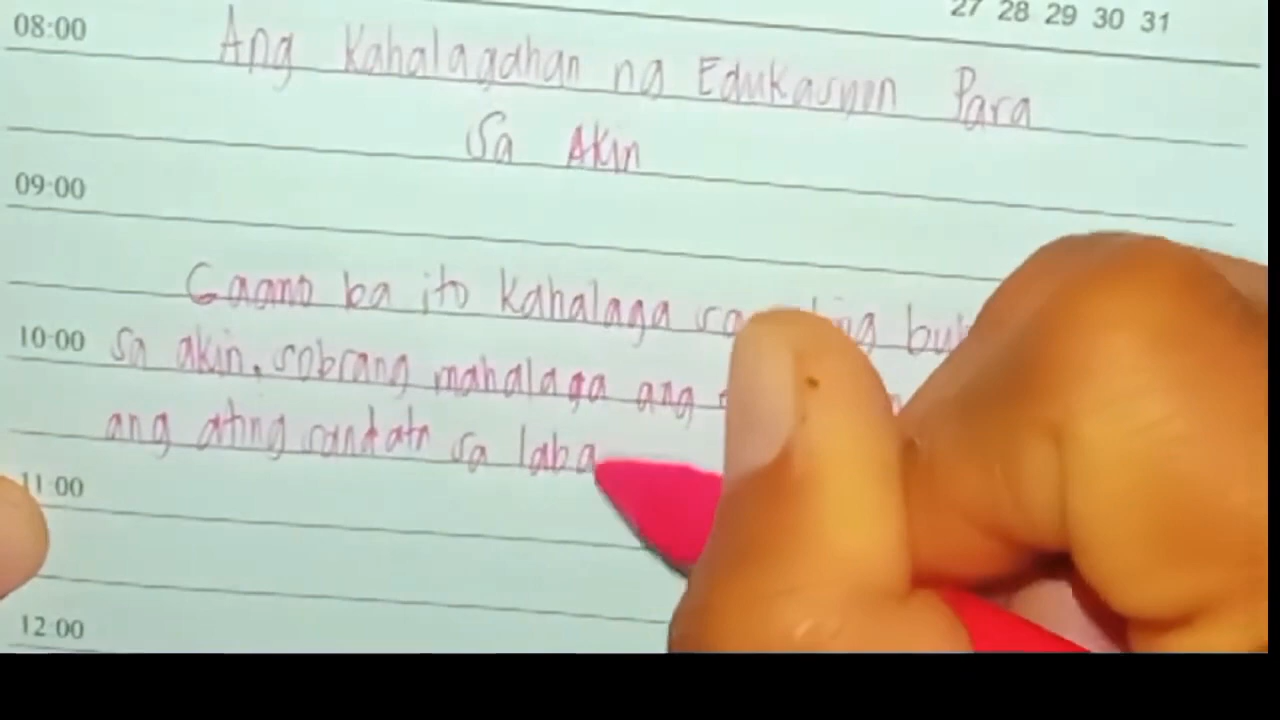 27 28 29 30 31
08:00 Ang Kahalagahan ng Edukasyon Para
Sa Akin
09:00
Gaano ba ito kahalaga
10:00 Sa akin, sobrang mahalaga ang
ang ating sa laba
11:00
12:00